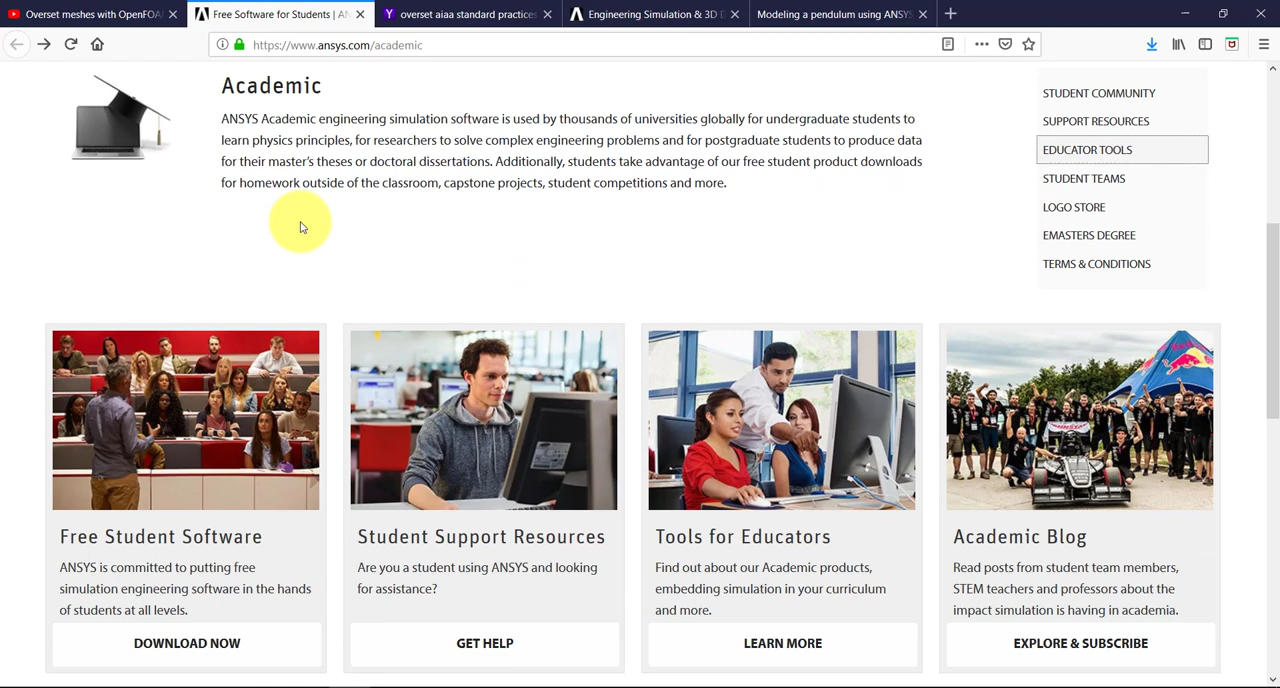 Overset meshes with OpenFOA
Free Software for Students | AN
overset aiaa standard practices
Engineering Simulation & 3D D
Modeling a pendulum using ANSYS
https://www.ansys.com/academic
Academic
ANSYS Academic engineering simulation software is used by thousands of universities globally for undergraduate students to
learn physics principles, for researchers to solve complex engineering problems and for postgraduate students to produce data
for their master's theses or doctoral dissertations. Additionally, students take advantage of our free student product downloads
for homework outside of the classroom, capstone projects, student competitions and more.
STUDENT COMMUNITY
SUPPORT RESOURCES
EDUCATOR TOOLS
STUDENT TEAMS
LOGO STORE
EMASTERS DEGREE
TERMS & CONDITIONS
Free Student Software
ANSYS is committed to putting free
simulation engineering software in the hands
of students at all levels.
DOWNLOAD NOW
Student Support Resources
Are you a student using ANSYS and looking
for assistance?
GET HELP
Tools for Educators
Find out about our Academic products,
embedding simulation in your curriculum
and more.
LEARN MORE
Academic Blog
Read posts from student team members,
STEM teachers and professors about the
impact simulation is having in academia.
EXPLORE & SUBSCRIBE